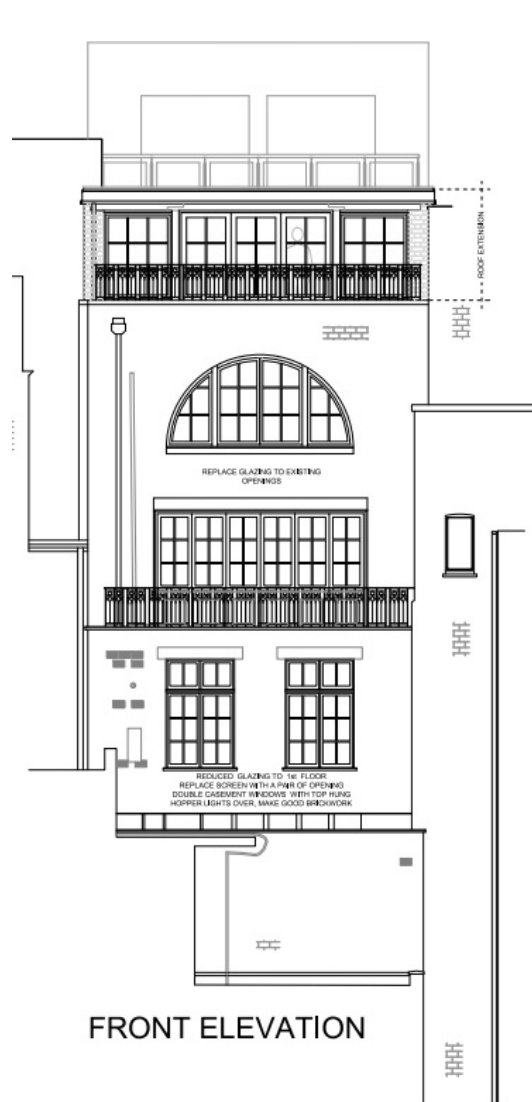 ROOF EXTENSION
REPLACE GLAZING TO EXISTING
OPENINGS
REDUCED GLAZING TO 1st FLOOR
REPLACE SCREEN WITH A PAIR OF OPENING
DOUBLE CASEMENT WINDOWS WITH TOP HUNG
HOPPER LIGHTS OVER, MAKE GOOD BRICKWORK
FRONT ELEVATION